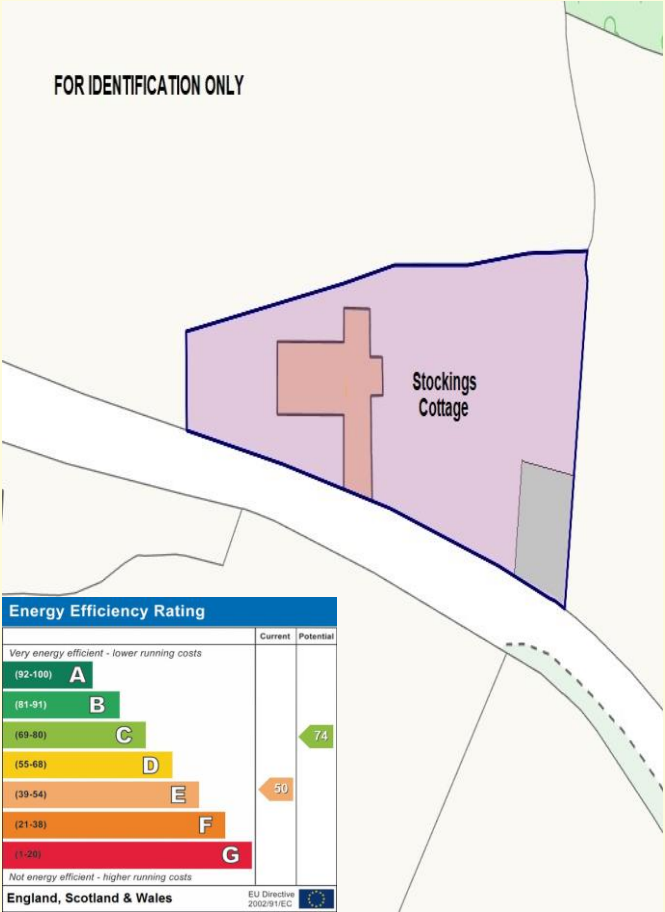 FOR IDENTIFICATION ONLY
Stockings
Cottage
Energy Efficiency Rating
Current Potential
Very energy efficient - lower running costs
(92-100) A
(81-91) B
(69-80) C 74
(55-68) D
(39-54) E 50
(21-38) F
(1-20) G
Not energy efficient - higher running costs
England, Scotland & Wales
EU Directive
2002/91/EC